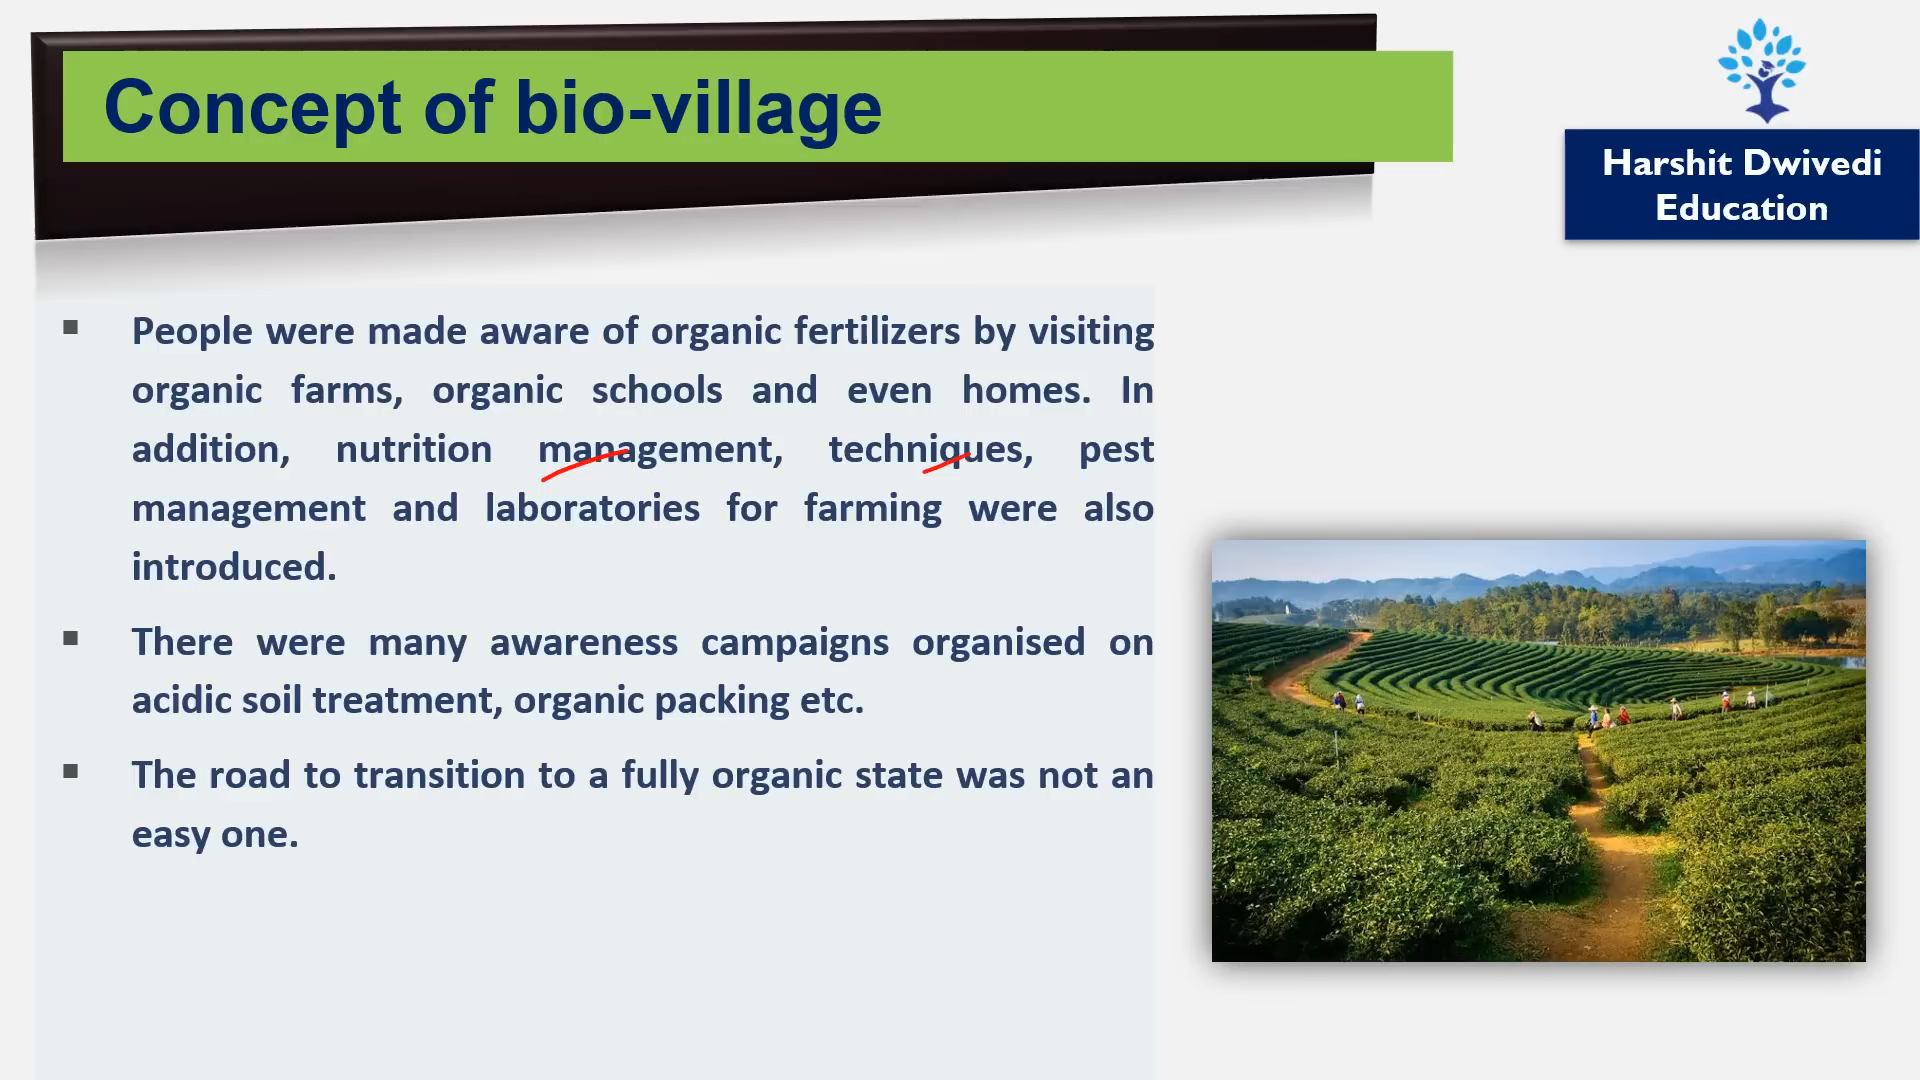 Concept of bio-village
Harshit Dwivedi
Education
▪ People were made aware of organic fertilizers by visiting
organic farms, organic schools and even homes. In
addition, nutrition management, techniques, pest
management and laboratories for farming were also
introduced.
▪ There were many awareness campaigns organised on
acidic soil treatment, organic packing etc.
▪ The road to transition to a fully organic state was not an
easy one.